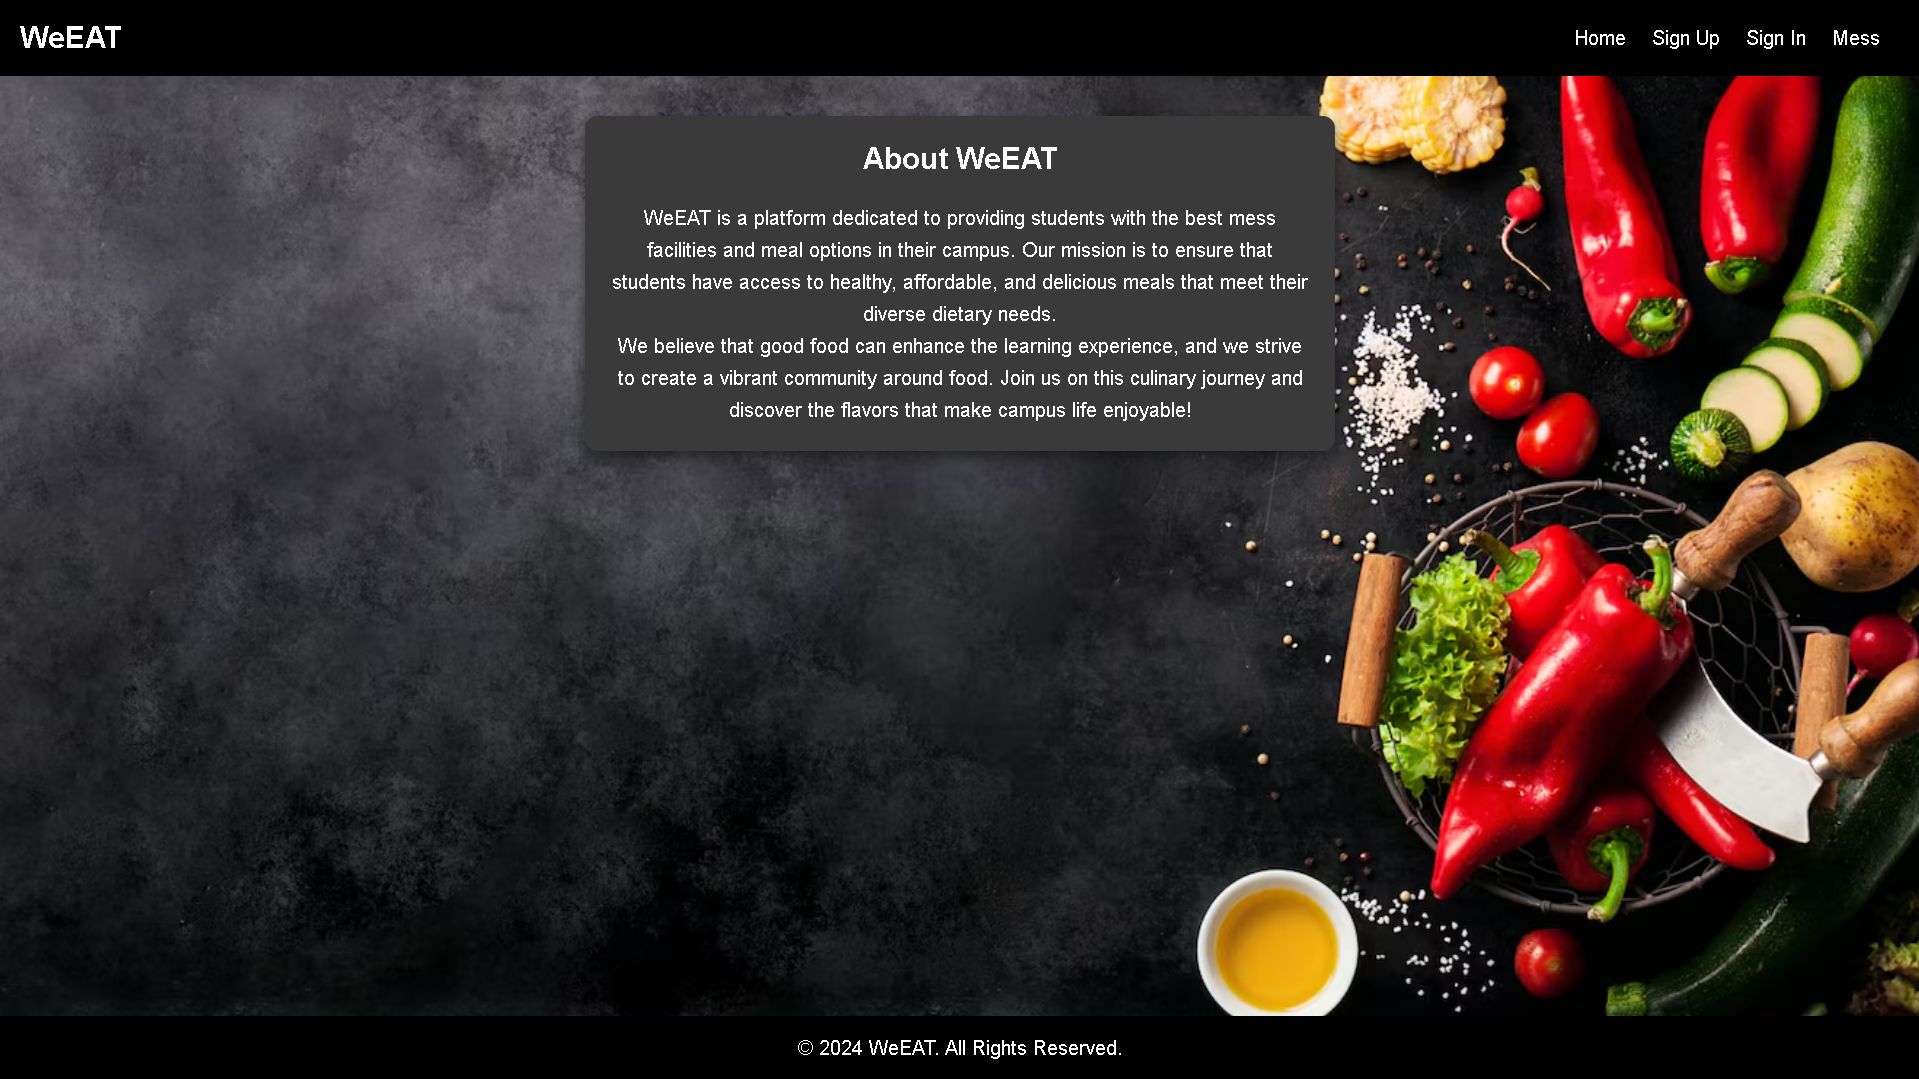 WeEAT
Home Sign Up Sign In Mess
About WeEAT
WeEAT is a platform dedicated to providing students with the best mess
facilities and meal options in their campus. Our mission is to ensure that
students have access to healthy, affordable, and delicious meals that meet their
diverse dietary needs.
We believe that good food can enhance the learning experience, and we strive
to create a vibrant community around food. Join us on this culinary journey and
discover the flavors that make campus life enjoyable!
© 2024 WeEAT. All Rights Reserved.